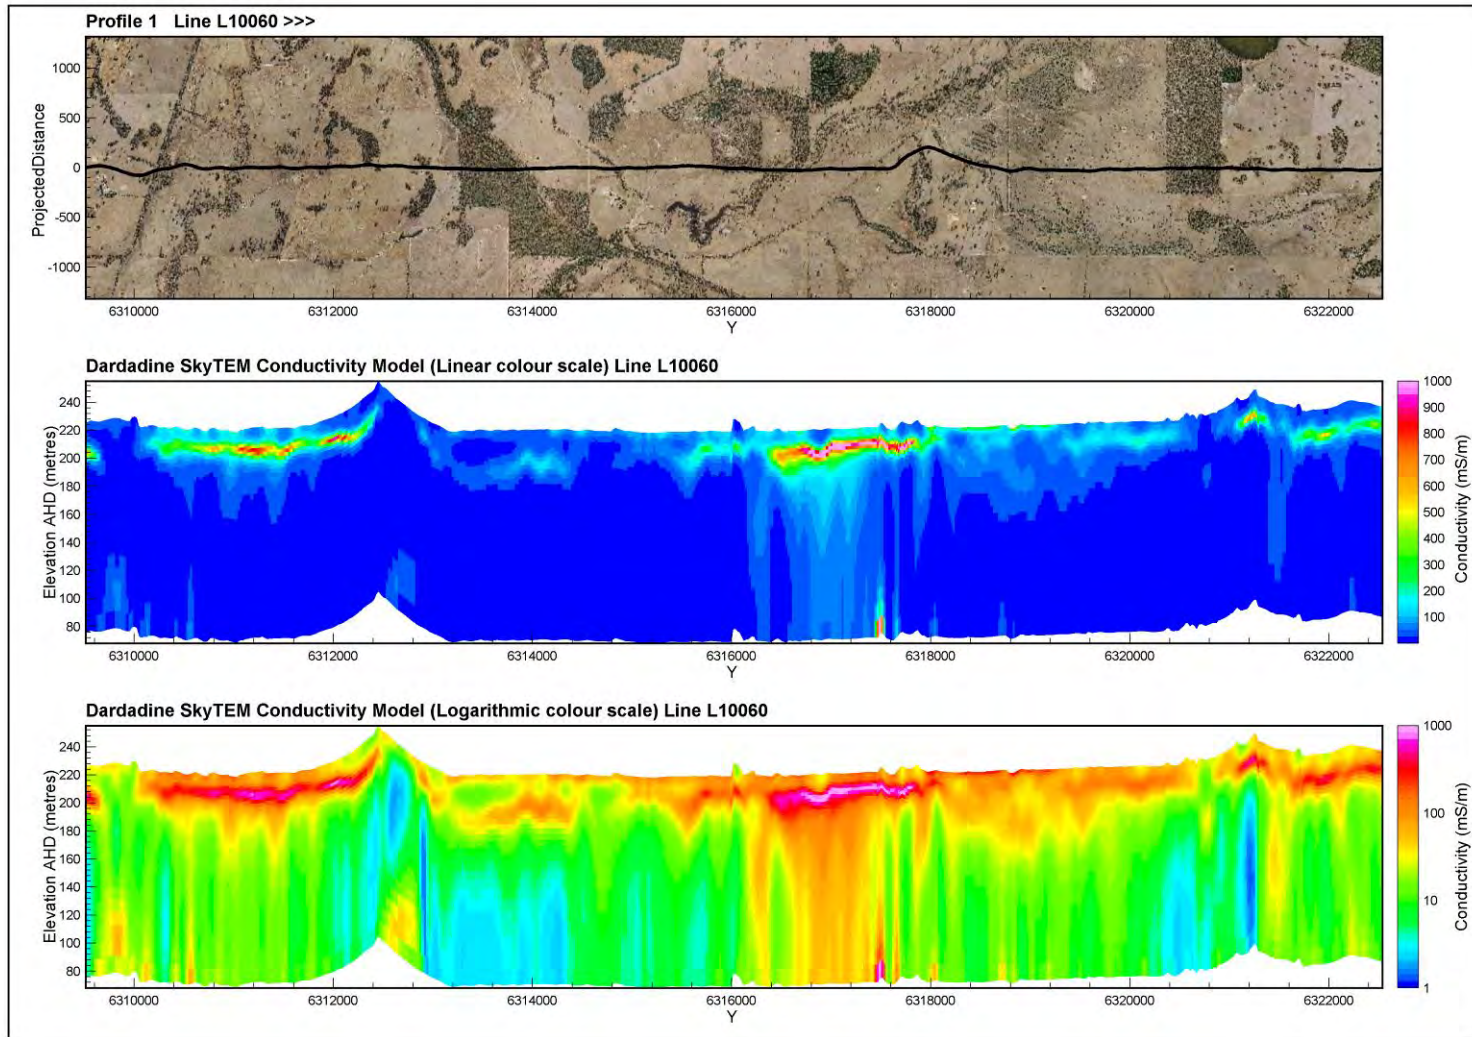 Profile 1 Line L10060 >>>
1000
500
0
-500
-1000
ProjectedDistance
6310000 6312000 6314000 6316000 6318000 6320000 6322000
Y
Dardadine SkyTEM Conductivity Model (Linear colour scale) Line L10060
240
220
200
180
160
140
120
100
80
Elevation AHD (metres)
6310000 6312000 6314000 6316000 6318000 6320000 6322000
Y
1000
900
800
700
600
500
400
300
200
100
Conductivity (mS/m)
Dardadine SkyTEM Conductivity Model (Logarithmic colour scale) Line L10060
240
220
200
180
160
140
120
100
80
Elevation AHD (metres)
6310000 6312000 6314000 6316000 6318000 6320000 6322000
Y
1000
100
10
1
Conductivity (mS/m)